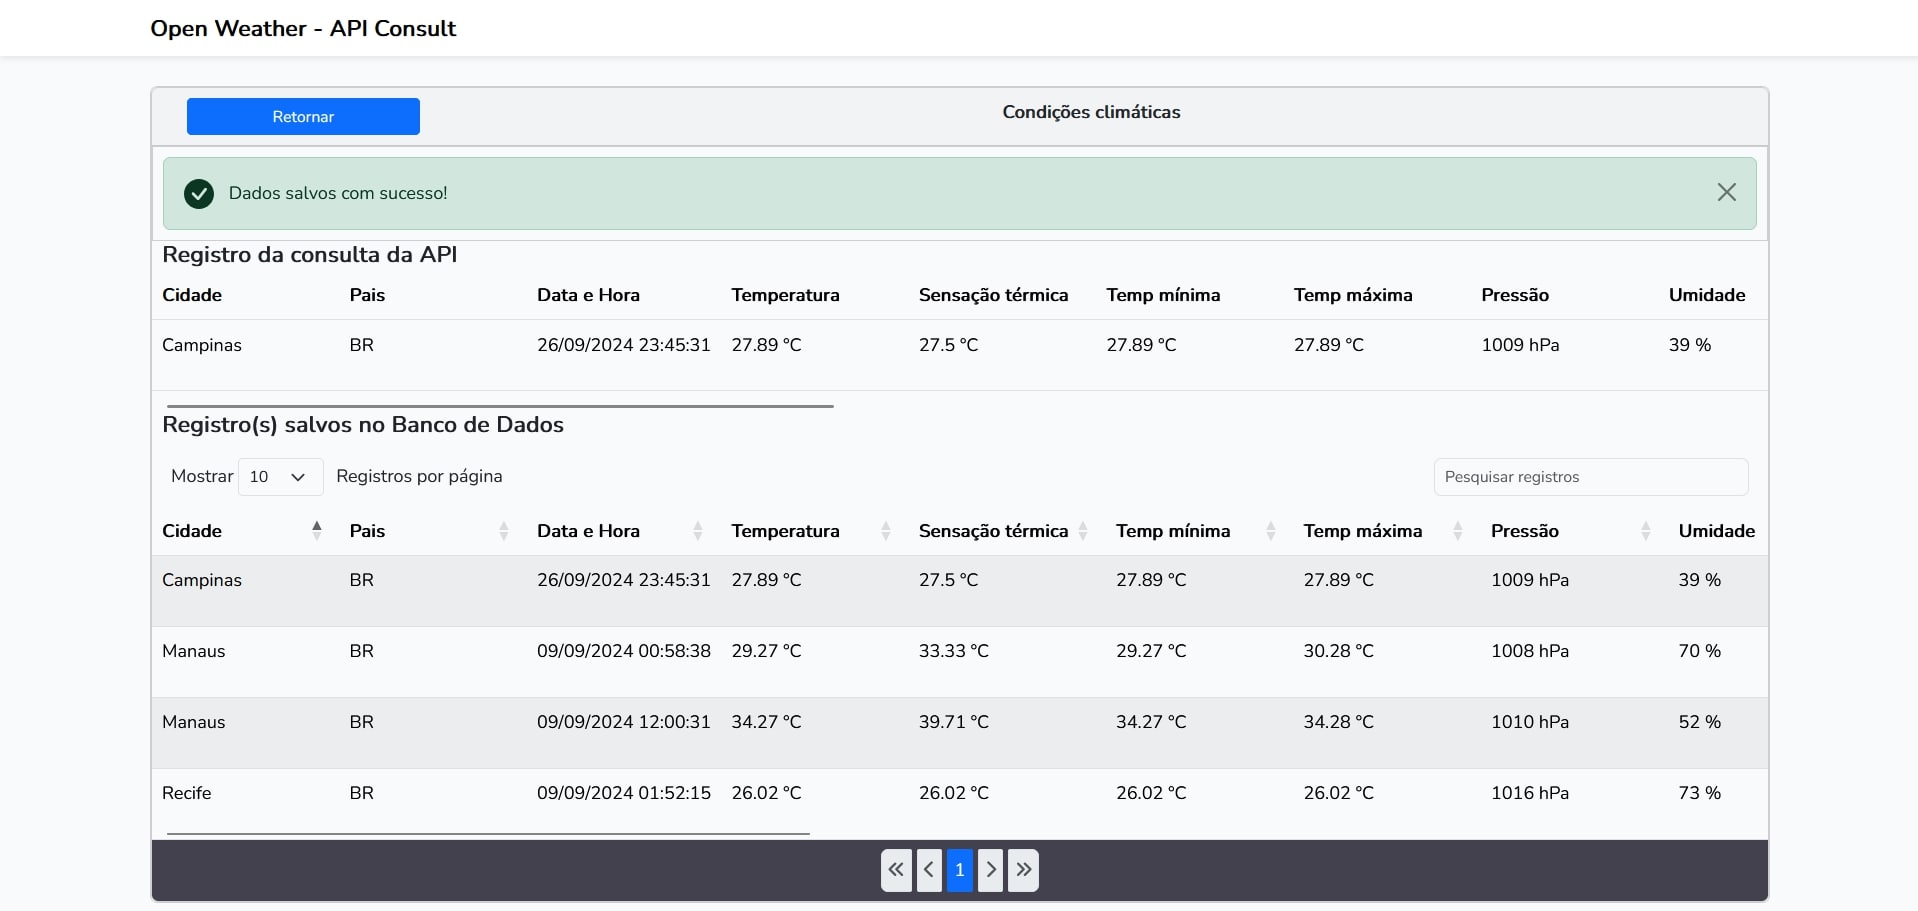 Open Weather - API Consult
Retornar
Condições climáticas
Dados salvos com sucesso!
Registro da consulta da API
Cidade Pais Data e Hora Temperatura Sensação térmica Temp mínima Temp máxima Pressão Umidade
Campinas BR 26/09/2024 23:45:31 27.89 °C 27.5 °C 27.89 °C 27.89 °C 1009 hPa 39 %
Registro(s) salvos no Banco de Dados
Mostrar 10 Registros por página Pesquisar registros
Cidade Pais Data e Hora Temperatura Sensação térmica Temp mínima Temp máxima Pressão Umidade
Campinas BR 26/09/2024 23:45:31 27.89 °C 27.5 °C 27.89 °C 27.89 °C 1009 hPa 39 %
Manaus BR 09/09/2024 00:58:38 29.27 °C 33.33 °C 29.27 °C 30.28 °C 1008 hPa 70 %
Manaus BR 09/09/2024 12:00:31 34.27 °C 39.71 °C 34.27 °C 34.28 °C 1010 hPa 52 %
Recife BR 09/09/2024 01:52:15 26.02 °C 26.02 °C 26.02 °C 26.02 °C 1016 hPa 73 %
« ‹ 1 › »